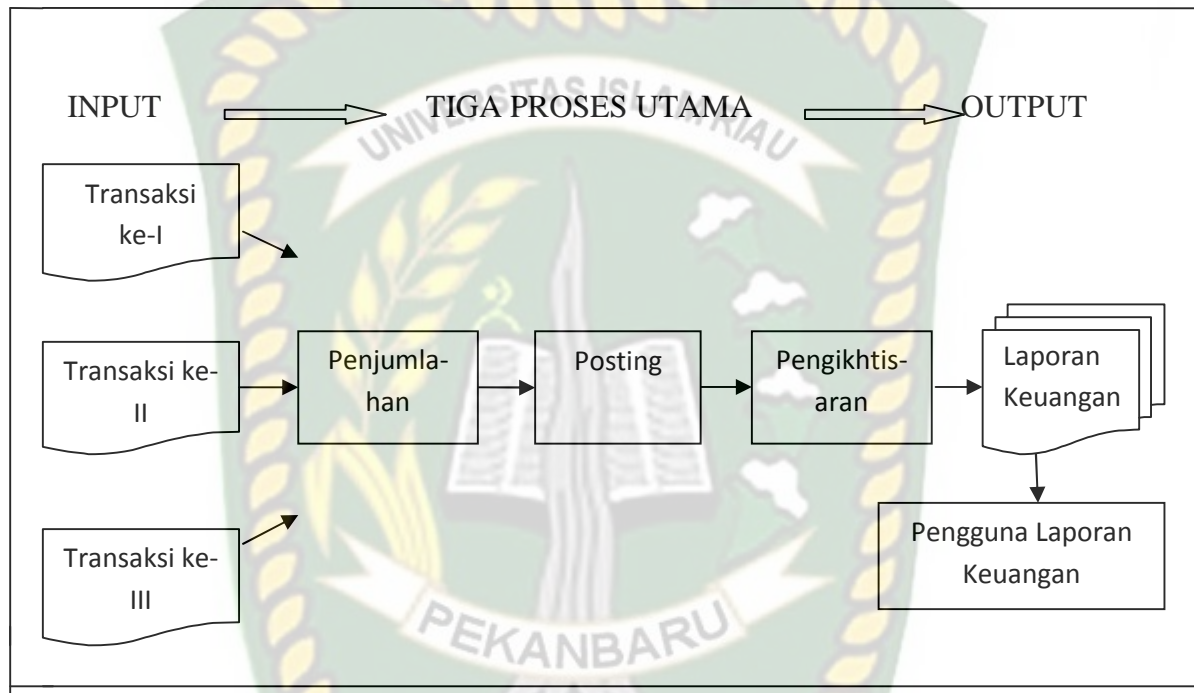 INPUT TIGA PROSES UTAMA OUTPUT
UNIVERSITAS ISLAM RIAU
Transaksi
ke-I
Transaksi ke-
II
Transaksi ke-
III
Penjumla-
han
Posting
Pengikhtis-
aran
Laporan
Keuangan
Pengguna Laporan
Keuangan
PEKANBARU